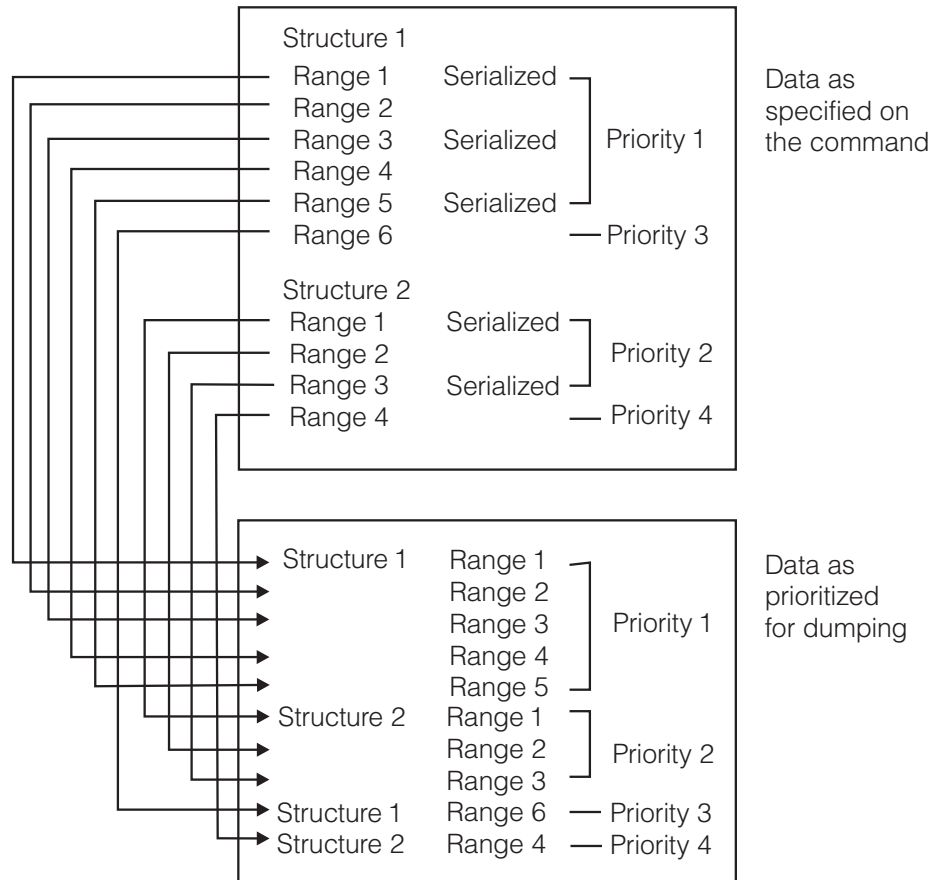 Structure 1
Range 1 Serialized
Range 2
Range 3 Serialized Priority 1
Range 4
Range 5 Serialized
Range 6 Priority 3
Data as
specified on
the command
Structure 2
Range 1 Serialized
Range 2 Priority 2
Range 3 Serialized
Range 4 Priority 4
Structure 1 Range 1
Range 2
Range 3 Priority 1
Range 4
Range 5
Structure 2 Range 1
Range 2 Priority 2
Range 3
Structure 1 Range 6 Priority 3
Structure 2 Range 4 Priority 4
Data as
prioritized
for dumping